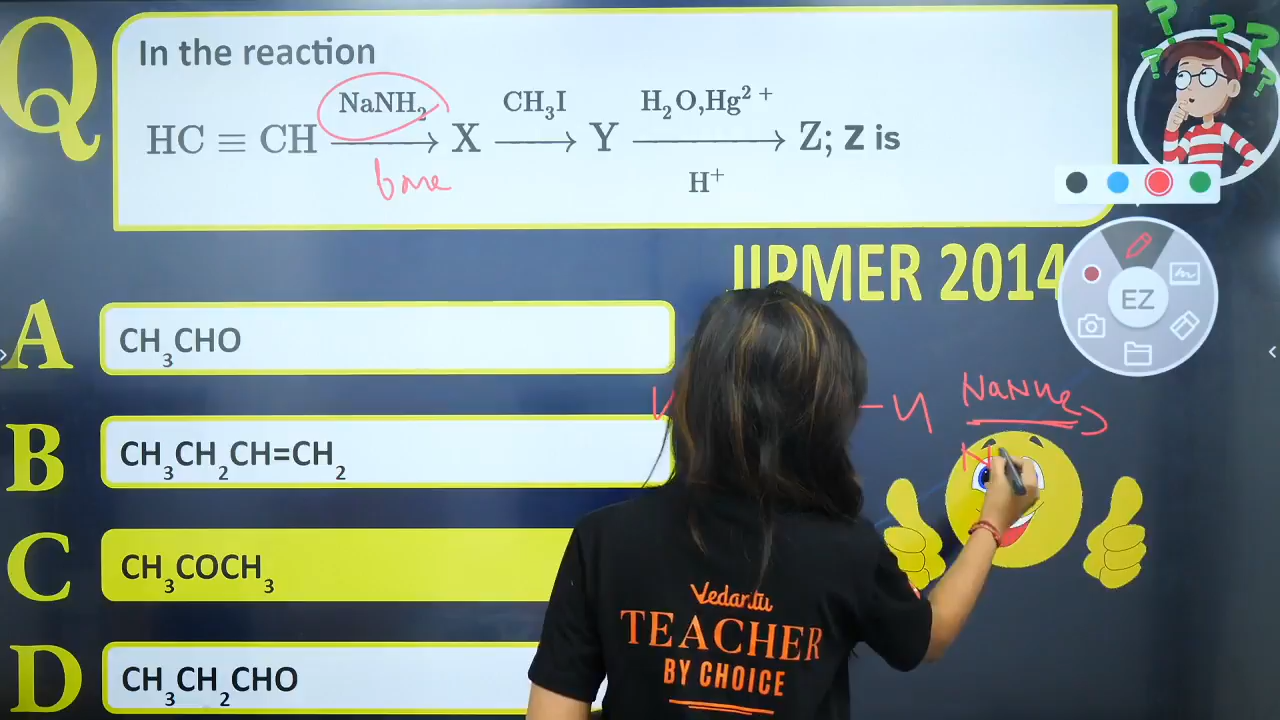 Q
In the reaction
HC ≡ CH —NaNH₂→ X —CH₃I→ Y —H₂O,Hg²⁺ / H⁺→ Z; Z is
base
JIPMER 2014
EZ
A CH₃CHO
NaNH₂
B CH₃CH₂CH=CH₂
C CH₃COCH₃
D CH₃CH₂CHO
Vedantu
TEACHER
BY CHOICE